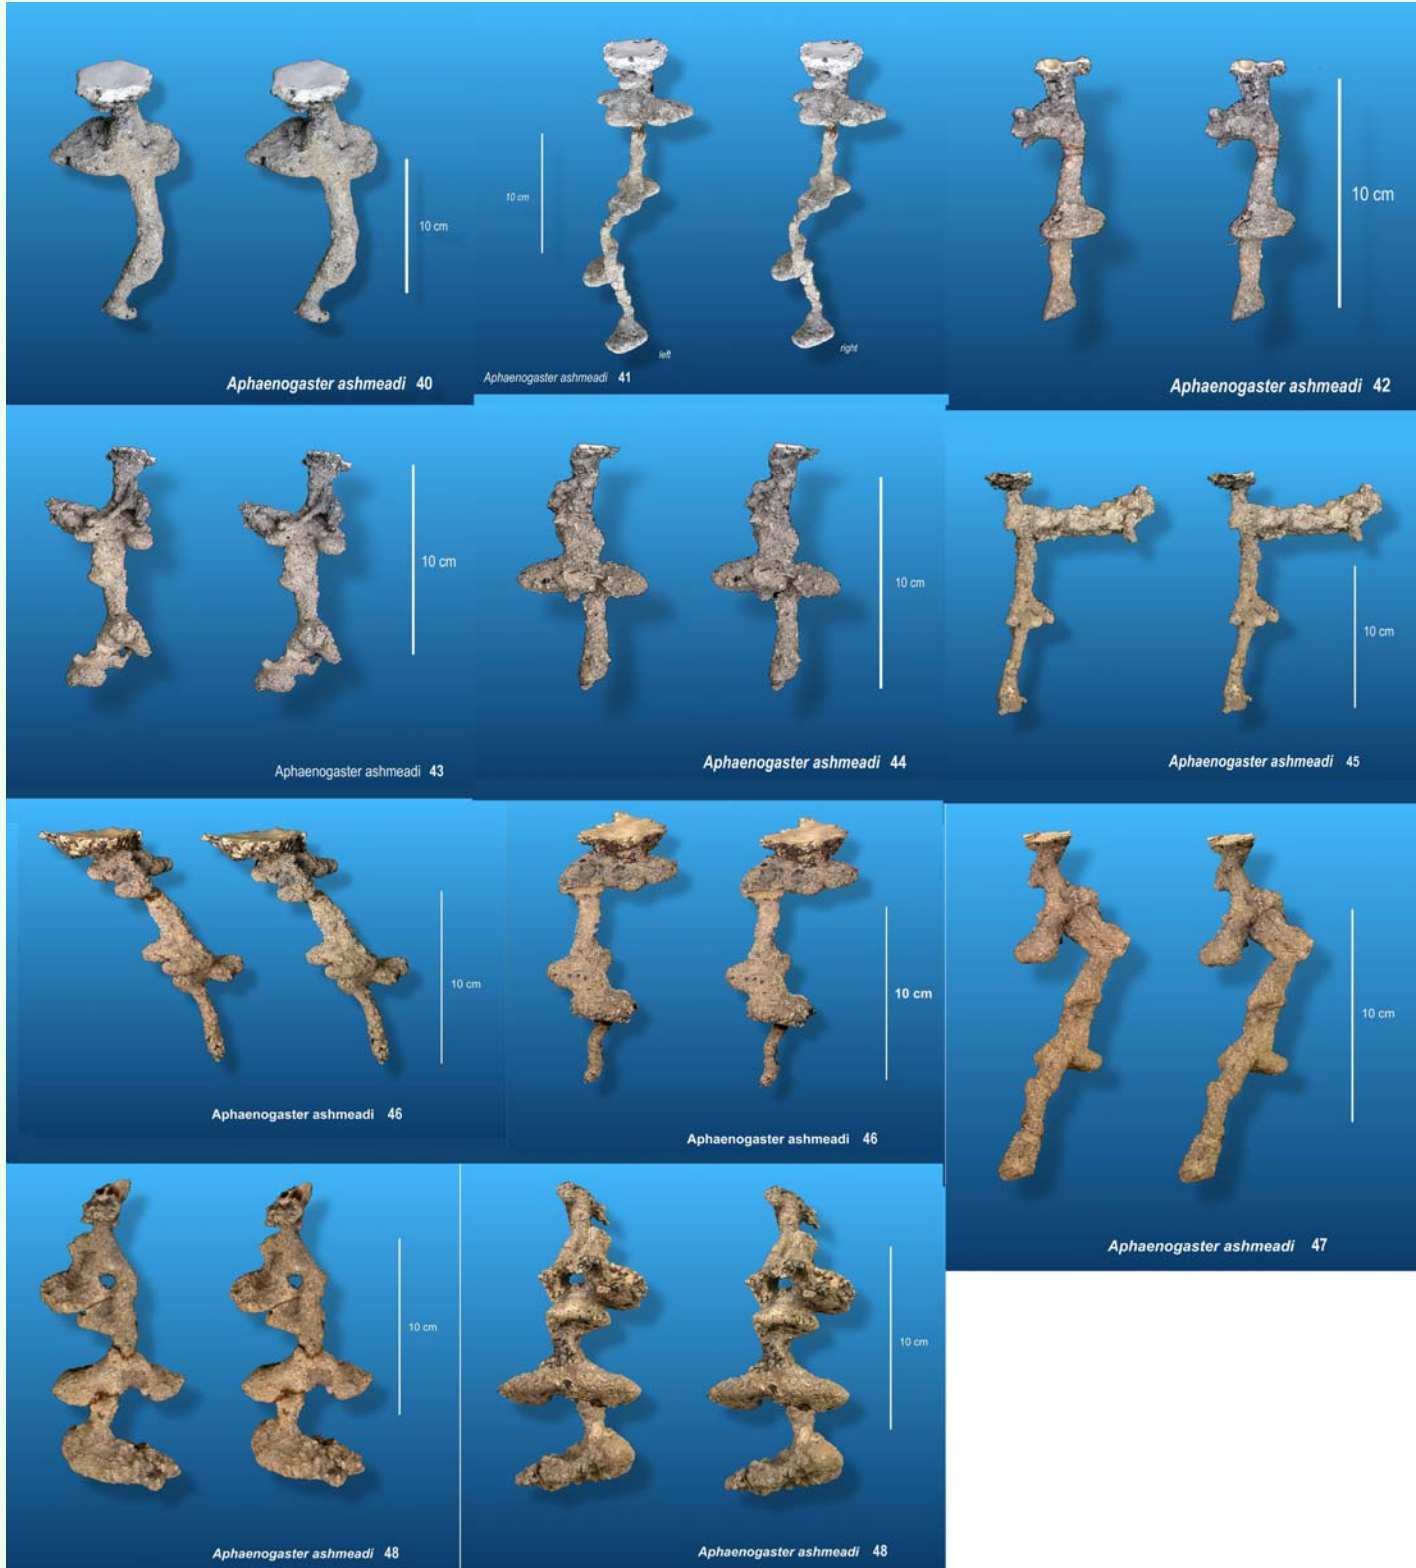 10 cm
Aphaenogaster ashmeadi 40
10 cm
left
right
Aphaenogaster ashmeadi 41
10 cm
Aphaenogaster ashmeadi 42
10 cm
Aphaenogaster ashmeadi 43
10 cm
Aphaenogaster ashmeadi 44
10 cm
Aphaenogaster ashmeadi 45
10 cm
Aphaenogaster ashmeadi 46
10 cm
Aphaenogaster ashmeadi 46
10 cm
Aphaenogaster ashmeadi 47
10 cm
Aphaenogaster ashmeadi 48
10 cm
Aphaenogaster ashmeadi 48